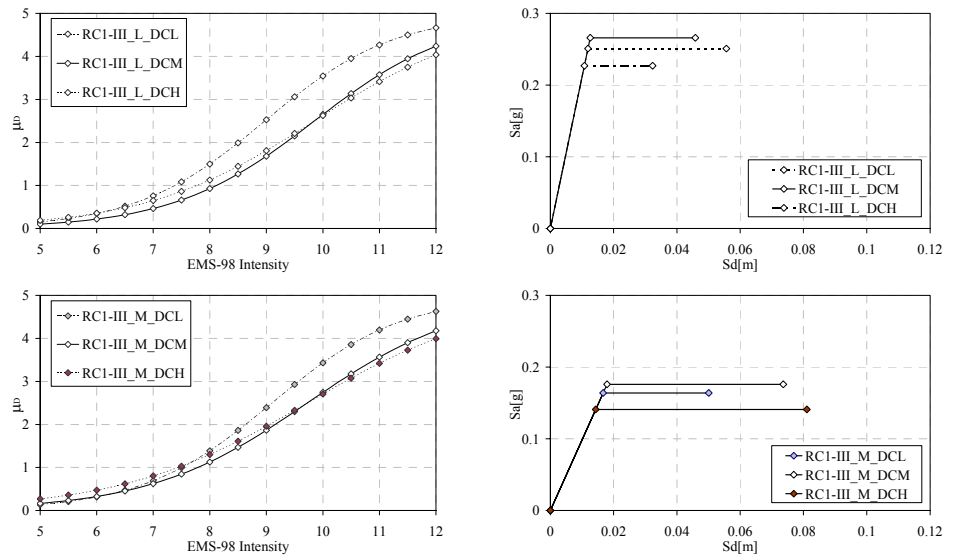 5
4
3
2
1
0
μD
RC1-III_L_DCL
RC1-III_L_DCM
RC1-III_L_DCH
5 6 7 8 9 10 11 12
EMS-98 Intensity
0.3
0.2
0.1
0
Sa[g]
RC1-III_L_DCL
RC1-III_L_DCM
RC1-III_L_DCH
0 0.02 0.04 0.06 0.08 0.1 0.12
Sd[m]
5
4
3
2
1
0
μD
RC1-III_M_DCL
RC1-III_M_DCM
RC1-III_M_DCH
5 6 7 8 9 10 11 12
EMS-98 Intensity
0.3
0.2
0.1
0
Sa[g]
RC1-III_M_DCL
RC1-III_M_DCM
RC1-III_M_DCH
0 0.02 0.04 0.06 0.08 0.1 0.12
Sd[m]